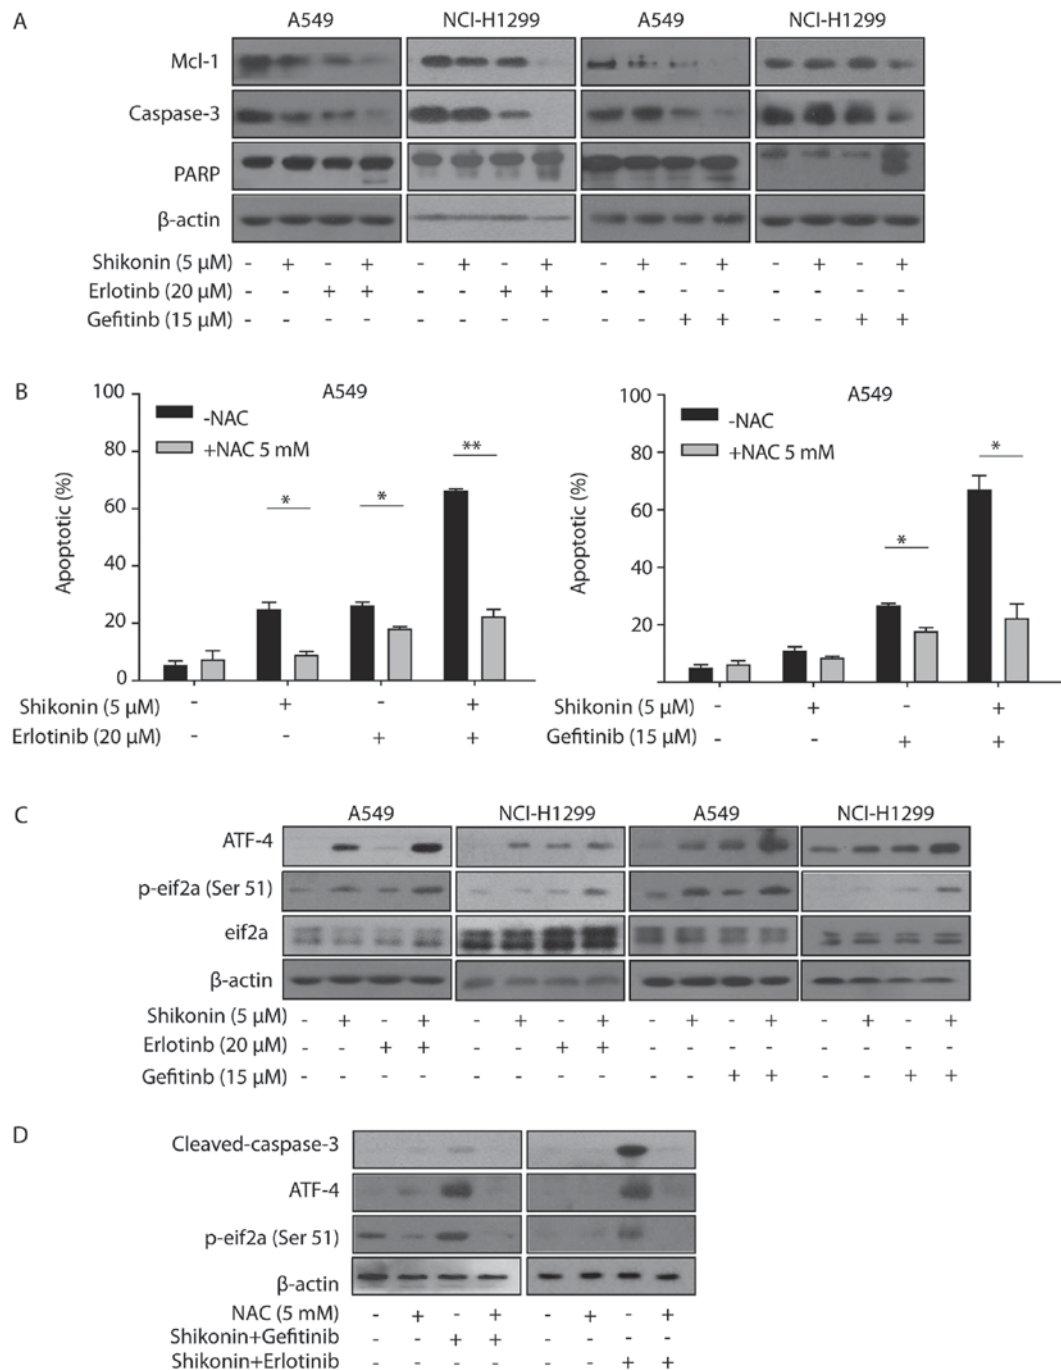 A
A549 NCI-H1299 A549 NCI-H1299
Mcl-1
Caspase-3
PARP
β-actin
Shikonin (5 μM) - + - + - + - + - + - + - + - +
Erlotinb (20 μM) - - + + - - + + - - - - - - - -
Gefitinb (15 μM) - - - - - - - - - - + + - - + +
B
A549
100
80
60
40
20
0
Apoptotic (%)
-NAC
+NAC 5 mM
* * **
Shikonin (5 μM) - + - +
Erlotinib (20 μM) - - + +
A549
100
80
60
40
20
Apoptotic (%)
-NAC
+NAC 5 mM
* *
Shikonin (5 μM) - + - +
Gefitinib (15 μM) - - + +
C
A549 NCI-H1299 A549 NCI-H1299
ATF-4
p-eif2a (Ser 51)
eif2a
β-actin
Shikonin (5 μM) - + - + - + - + - + - + - + - +
Erlotinb (20 μM) - - + + - - + + - - - - - - - -
Gefitinb (15 μM) - - - - - - - - - - + + - - + +
D
Cleaved-caspase-3
ATF-4
p-eif2a (Ser 51)
β-actin
NAC (5 mM) - + - + - + - +
Shikonin+Gefitinib - - + + - - - -
Shikonin+Erlotinib - - - - - - + +